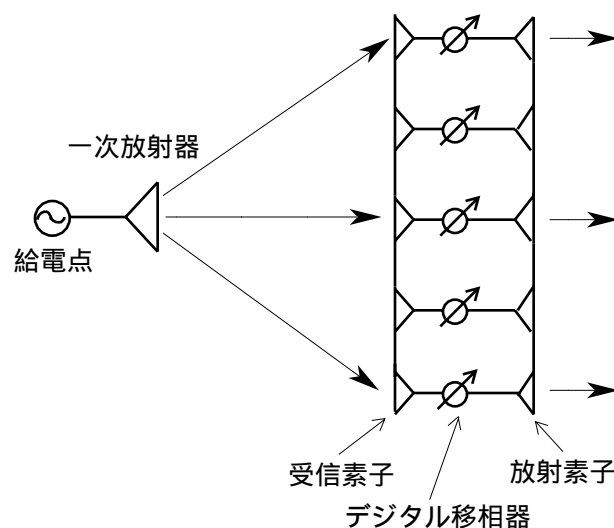 一次放射器
給電点
受信素子
放射素子
デジタル移相器